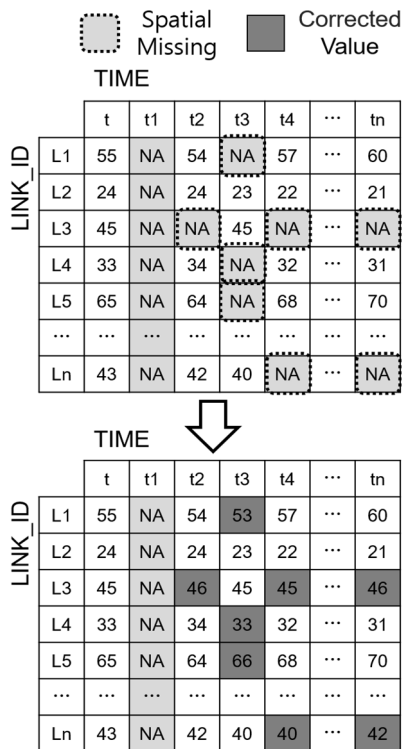 Spatial Missing
Corrected Value
TIME
LINK_ID
t t1 t2 t3 t4 ... tn
L1 55 NA 54 NA 57 60
L2 24 NA 24 23 22 21
L3 45 NA NA 45 NA ... NA
L4 33 NA 34 NA 32 ... 31
L5 65 NA 64 NA 68 ... 70
... ... ... ... ... ... ... ...
Ln 43 NA 42 40 NA ... NA
TIME
LINK_ID
t t1 t2 t3 t4 ... tn
L1 55 NA 54 53 57 ... 60
L2 24 NA 24 23 22 ... 21
L3 45 NA 46 45 45 ... 46
L4 33 NA 34 33 32 ... 31
L5 65 NA 64 66 68 ... 70
... ... ... ... ... ... ... ...
Ln 43 NA 42 40 40 ... 42